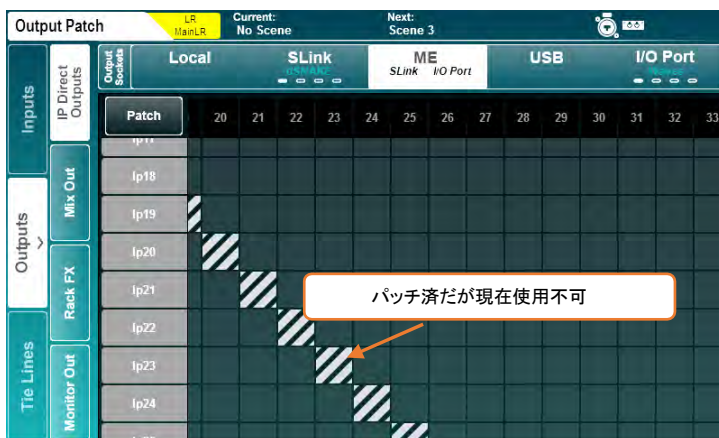 Output Patch
LR
MainLR
Current:
No Scene
Next:
Scene 3
Inputs
Outputs
Tie Lines
IP Direct
Outputs
Mix Out
Rack FX
Monitor Out
Output
Sockets
Local
SLink
ME
SLink I/O Port
USB
I/O Port
Patch
20 21 22 23 24 25 26 27 28 29 30 31 32 33
Ip18
Ip19
Ip20
Ip21
Ip22
Ip23
Ip24
パッチ済だが現在使用不可